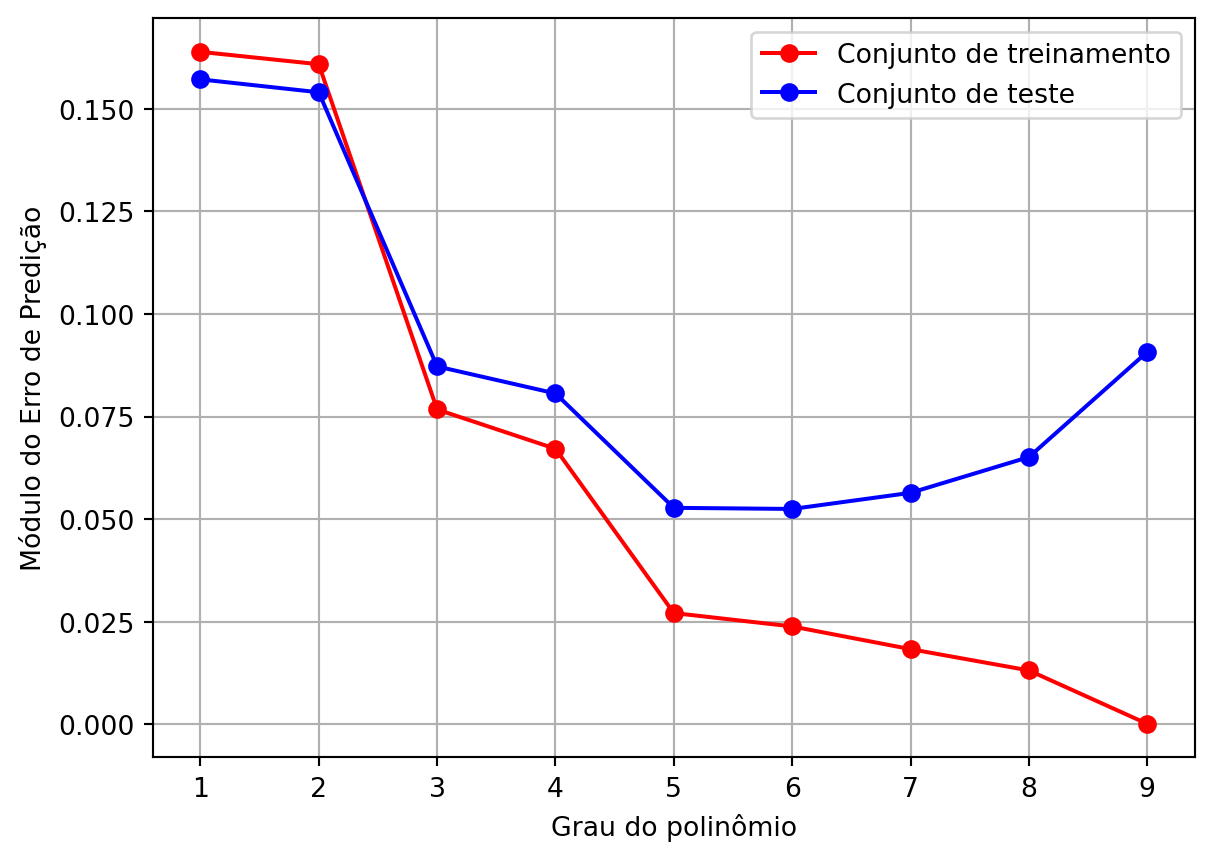 Conjunto de treinamento
Conjunto de teste
0.150
0.125
0.100
0.075
0.050
0.025
0.000
Módulo do Erro de Predição
1 2 3 4 5 6 7 8 9
Grau do polinômio